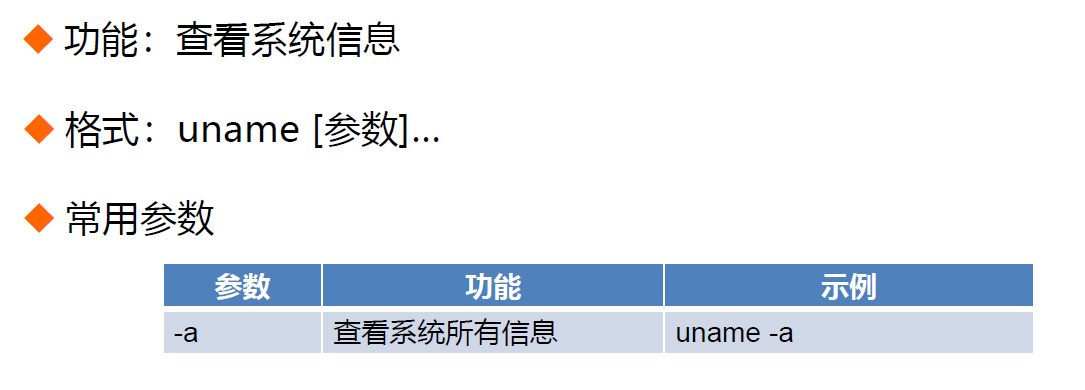 功能：查看系统信息
格式：uname [参数]...
常用参数
参数 功能 示例
-a 查看系统所有信息 uname -a